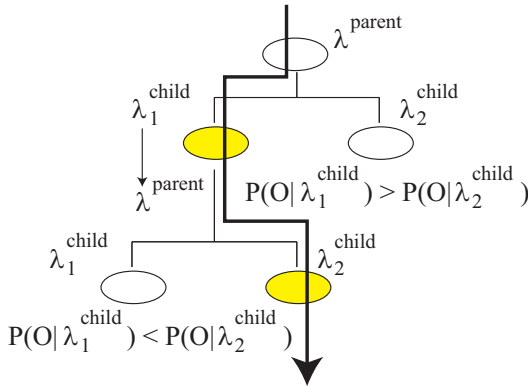 λ^parent
λ_1^child λ_2^child
λ^parent
P(O|λ_1^child) > P(O|λ_2^child)
λ_1^child λ_2^child
P(O|λ_1^child) < P(O|λ_2^child)